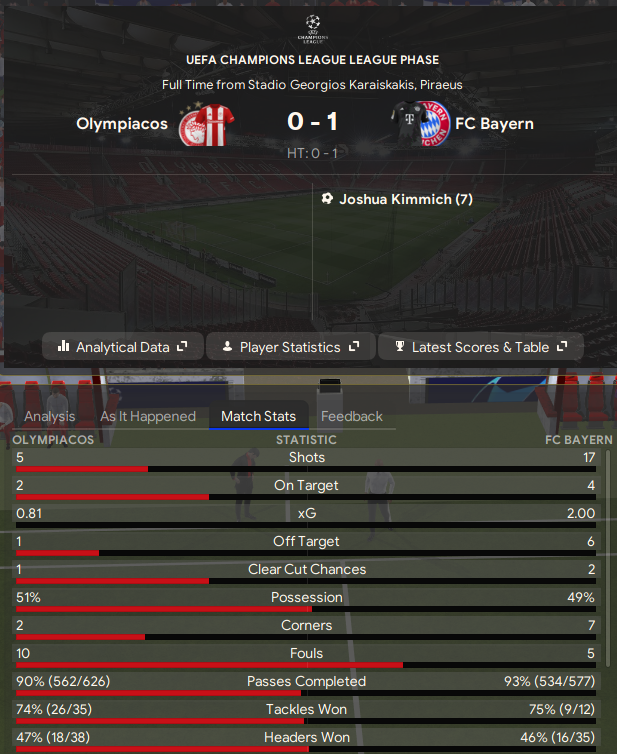 CHAMPIONS
LEAGUE
UEFA CHAMPIONS LEAGUE LEAGUE PHASE
Full Time from Stadio Georgios Karaiskakis, Piraeus
Olympiacos 0 - 1 FC Bayern
HT: 0 - 1
Joshua Kimmich (7)
Analytical Data Player Statistics Latest Scores & Table
Analysis As It Happened Match Stats Feedback
OLYMPIACOS STATISTIC FC BAYERN
5 Shots 17
2 On Target 4
0.81 xG 2.00
1 Off Target 6
1 Clear Cut Chances 2
51% Possession 49%
2 Corners 7
10 Fouls 5
90% (562/626) Passes Completed 93% (534/577)
74% (26/35) Tackles Won 75% (9/12)
47% (18/38) Headers Won 46% (16/35)